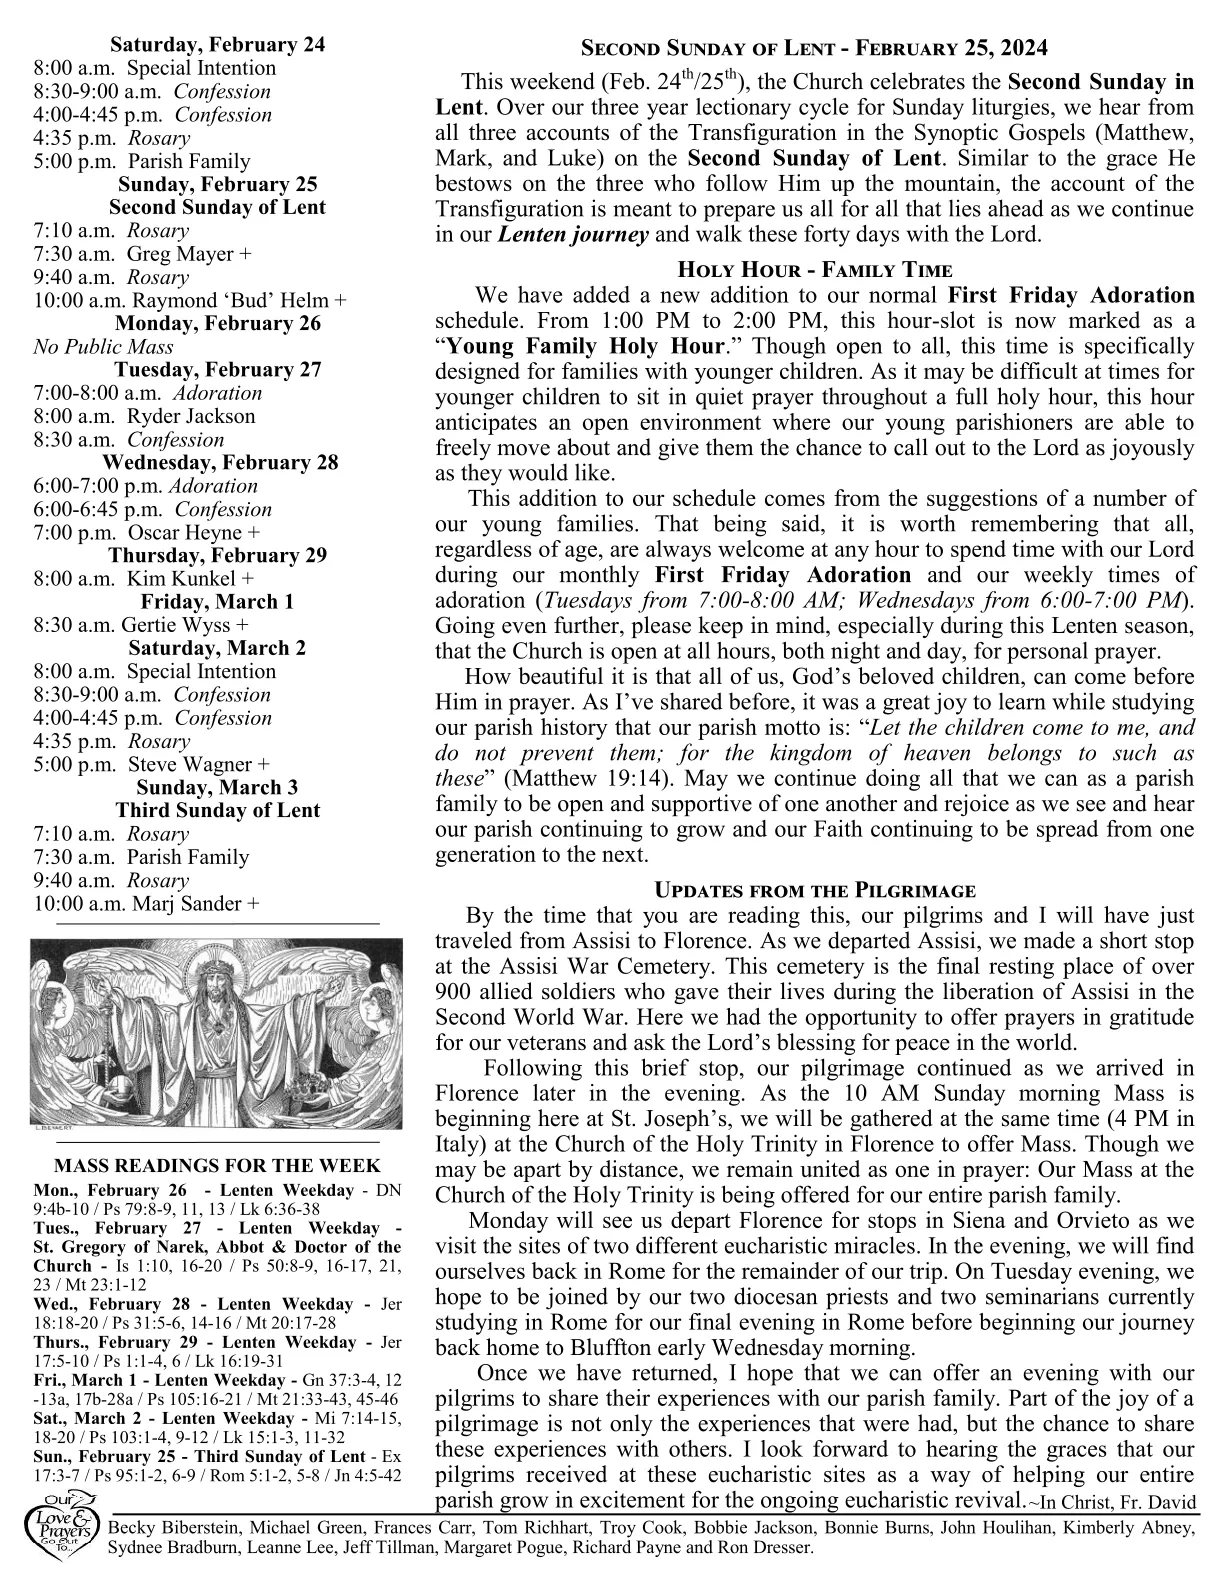 Saturday, February 24
8:00 a.m. Special Intention
8:30-9:00 a.m. Confession
4:00-4:45 p.m. Confession
4:35 p.m. Rosary
5:00 p.m. Parish Family
Sunday, February 25
Second Sunday of Lent
7:10 a.m. Rosary
7:30 a.m. Greg Mayer +
9:40 a.m. Rosary
10:00 a.m. Raymond ‘Bud’ Helm +
Monday, February 26
No Public Mass
Tuesday, February 27
7:00-8:00 a.m. Adoration
8:00 a.m. Ryder Jackson
8:30 a.m. Confession
Wednesday, February 28
6:00-7:00 p.m. Adoration
6:00-6:45 p.m. Confession
7:00 p.m. Oscar Heyne +
Thursday, February 29
8:00 a.m. Kim Kunkel +
Friday, March 1
8:30 a.m. Gertie Wyss +
Saturday, March 2
8:00 a.m. Special Intention
8:30-9:00 a.m. Confession
4:00-4:45 p.m. Confession
4:35 p.m. Rosary
5:00 p.m. Steve Wagner +
Sunday, March 3
Third Sunday of Lent
7:10 a.m. Rosary
7:30 a.m. Parish Family
9:40 a.m. Rosary
10:00 a.m. Marj Sander +
MASS READINGS FOR THE WEEK
Mon., February 26 - Lenten Weekday - DN
9:4b-10 / Ps 79:8-9, 11, 13 / Lk 6:36-38
Tues., February 27 - Lenten Weekday -
St. Gregory of Narek, Abbot & Doctor of the
Church - Is 1:10, 16-20 / Ps 50:8-9, 16-17, 21,
23 / Mt 23:1-12
Wed., February 28 - Lenten Weekday - Jer
18:18-20 / Ps 31:5-6, 14-16 / Mt 20:17-28
Thurs., February 29 - Lenten Weekday - Jer
17:5-10 / Ps 1:1-4, 6 / Lk 16:19-31
Fri., March 1 - Lenten Weekday - Gn 37:3-4, 12
-13a, 17b-28a / Ps 105:16-21 / Mt 21:33-43, 45-46
Sat., March 2 - Lenten Weekday - Mi 7:14-15,
18-20 / Ps 103:1-4, 9-12 / Lk 15:1-3, 11-32
Sun., February 25 - Third Sunday of Lent - Ex
17:3-7 / Ps 95:1-2, 6-9 / Rom 5:1-2, 5-8 / Jn 4:5-42
SECOND SUNDAY OF LENT - FEBRUARY 25, 2024
This weekend (Feb. 24th/25th), the Church celebrates the Second Sunday in
Lent. Over our three year lectionary cycle for Sunday liturgies, we hear from
all three accounts of the Transfiguration in the Synoptic Gospels (Matthew,
Mark, and Luke) on the Second Sunday of Lent. Similar to the grace He
bestows on the three who follow Him up the mountain, the account of the
Transfiguration is meant to prepare us all for all that lies ahead as we continue
in our Lenten journey and walk these forty days with the Lord.
HOLY HOUR - FAMILY TIME
We have added a new addition to our normal First Friday Adoration
schedule. From 1:00 PM to 2:00 PM, this hour-slot is now marked as a
“Young Family Holy Hour.” Though open to all, this time is specifically
designed for families with younger children. As it may be difficult at times for
younger children to sit in quiet prayer throughout a full holy hour, this hour
anticipates an open environment where our young parishioners are able to
freely move about and give them the chance to call out to the Lord as joyously
as they would like.
This addition to our schedule comes from the suggestions of a number of
our young families. That being said, it is worth remembering that all,
regardless of age, are always welcome at any hour to spend time with our Lord
during our monthly First Friday Adoration and our weekly times of
adoration (Tuesdays from 7:00-8:00 AM; Wednesdays from 6:00-7:00 PM).
Going even further, please keep in mind, especially during this Lenten season,
that the Church is open at all hours, both night and day, for personal prayer.
How beautiful it is that all of us, God’s beloved children, can come before
Him in prayer. As I’ve shared before, it was a great joy to learn while studying
our parish history that our parish motto is: “Let the children come to me, and
do not prevent them; for the kingdom of heaven belongs to such as
these” (Matthew 19:14). May we continue doing all that we can as a parish
family to be open and supportive of one another and rejoice as we see and hear
our parish continuing to grow and our Faith continuing to be spread from one
generation to the next.
UPDATES FROM THE PILGRIMAGE
By the time that you are reading this, our pilgrims and I will have just
traveled from Assisi to Florence. As we departed Assisi, we made a short stop
at the Assisi War Cemetery. This cemetery is the final resting place of over
900 allied soldiers who gave their lives during the liberation of Assisi in the
Second World War. Here we had the opportunity to offer prayers in gratitude
for our veterans and ask the Lord’s blessing for peace in the world.
Following this brief stop, our pilgrimage continued as we arrived in
Florence later in the evening. As the 10 AM Sunday morning Mass is
beginning here at St. Joseph’s, we will be gathered at the same time (4 PM in
Italy) at the Church of the Holy Trinity in Florence to offer Mass. Though we
may be apart by distance, we remain united as one in prayer: Our Mass at the
Church of the Holy Trinity is being offered for our entire parish family.
Monday will see us depart Florence for stops in Siena and Orvieto as we
visit the sites of two different eucharistic miracles. In the evening, we will find
ourselves back in Rome for the remainder of our trip. On Tuesday evening, we
hope to be joined by our two diocesan priests and two seminarians currently
studying in Rome for our final evening in Rome before beginning our journey
back home to Bluffton early Wednesday morning.
Once we have returned, I hope that we can offer an evening with our
pilgrims to share their experiences with our parish family. Part of the joy of a
pilgrimage is not only the experiences that were had, but the chance to share
these experiences with others. I look forward to hearing the graces that our
pilgrims received at these eucharistic sites as a way of helping our entire
parish grow in excitement for the ongoing eucharistic revival. ~In Christ, Fr. David
Our
Love &
Prayers
Go Out
To...
Becky Biberstein, Michael Green, Frances Carr, Tom Richhart, Troy Cook, Bobbie Jackson, Bonnie Burns, John Houlihan, Kimberly Abney,
Sydnee Bradburn, Leanne Lee, Jeff Tillman, Margaret Pogue, Richard Payne and Ron Dresser.